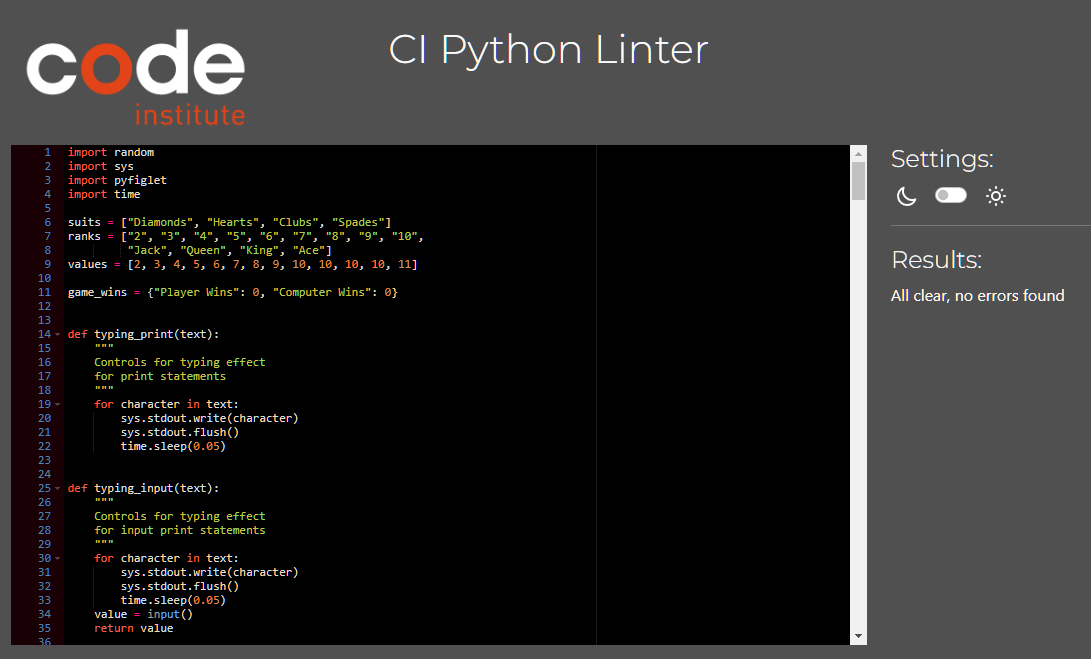 code
institute
CI Python Linter
1 import random
2 import sys
3 import pyfiglet
4 import time
5
6 suits = ["Diamonds", "Hearts", "Clubs", "Spades"]
7 ranks = ["2", "3", "4", "5", "6", "7", "8", "9", "10",
8          "Jack", "Queen", "King", "Ace"]
9 values = [2, 3, 4, 5, 6, 7, 8, 9, 10, 10, 10, 10, 11]
10
11 game_wins = {"Player Wins": 0, "Computer Wins": 0}
12
13
14 def typing_print(text):
15     """
16     Controls for typing effect
17     for print statements
18     """
19     for character in text:
20         sys.stdout.write(character)
21         sys.stdout.flush()
22         time.sleep(0.05)
23
24
25 def typing_input(text):
26     """
27     Controls for typing effect
28     for input print statements
29     """
30     for character in text:
31         sys.stdout.write(character)
32         sys.stdout.flush()
33         time.sleep(0.05)
34     value = input()
35     return value
36
Settings:
Results:
All clear, no errors found